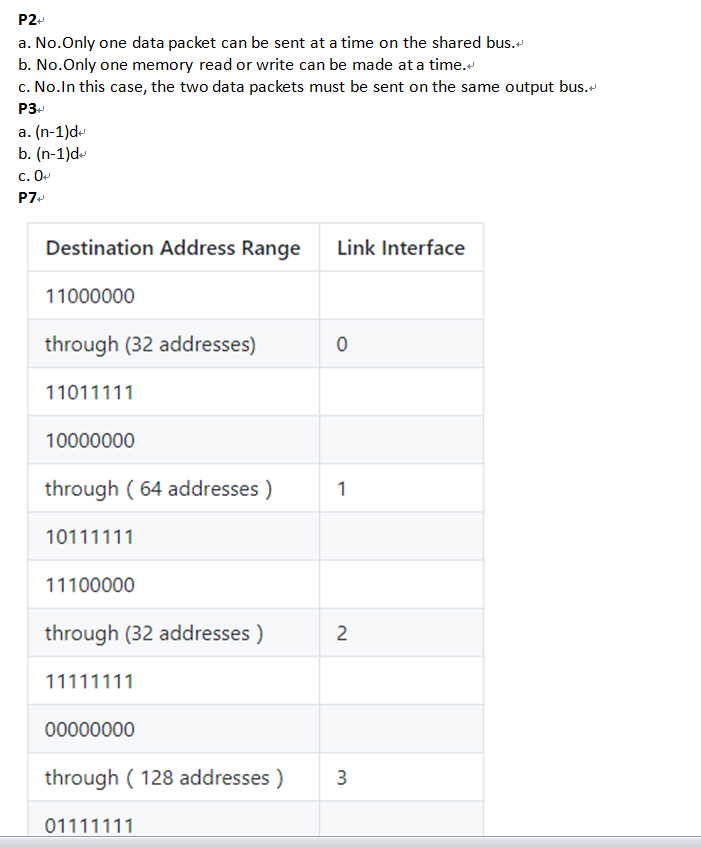 P2
a. No.Only one data packet can be sent at a time on the shared bus.
b. No.Only one memory read or write can be made at a time.
c. No.In this case, the two data packets must be sent on the same output bus.
P3
a. (n-1)d
b. (n-1)d
c. 0
P7
Destination Address Range Link Interface
11000000
through (32 addresses) 0
11011111
10000000
through ( 64 addresses ) 1
10111111
11100000
through (32 addresses ) 2
11111111
00000000
through ( 128 addresses ) 3
01111111